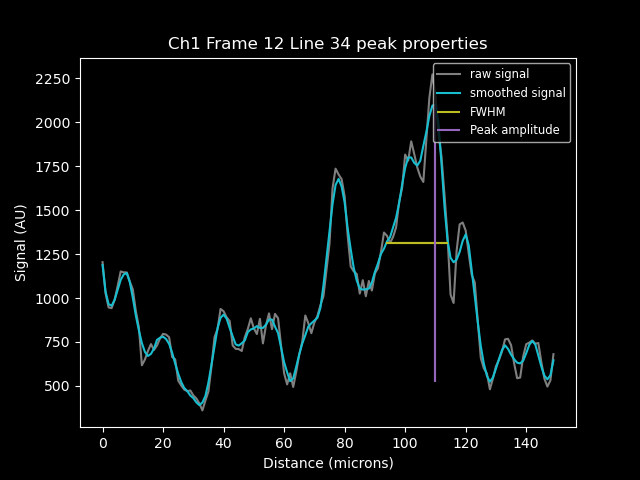 Ch1 Frame 12 Line 34 peak properties
raw signal
smoothed signal
FWHM
Peak amplitude
Signal (AU)
2250
2000
1750
1500
1250
1000
750
500
0 20 40 60 80 100 120 140
Distance (microns)